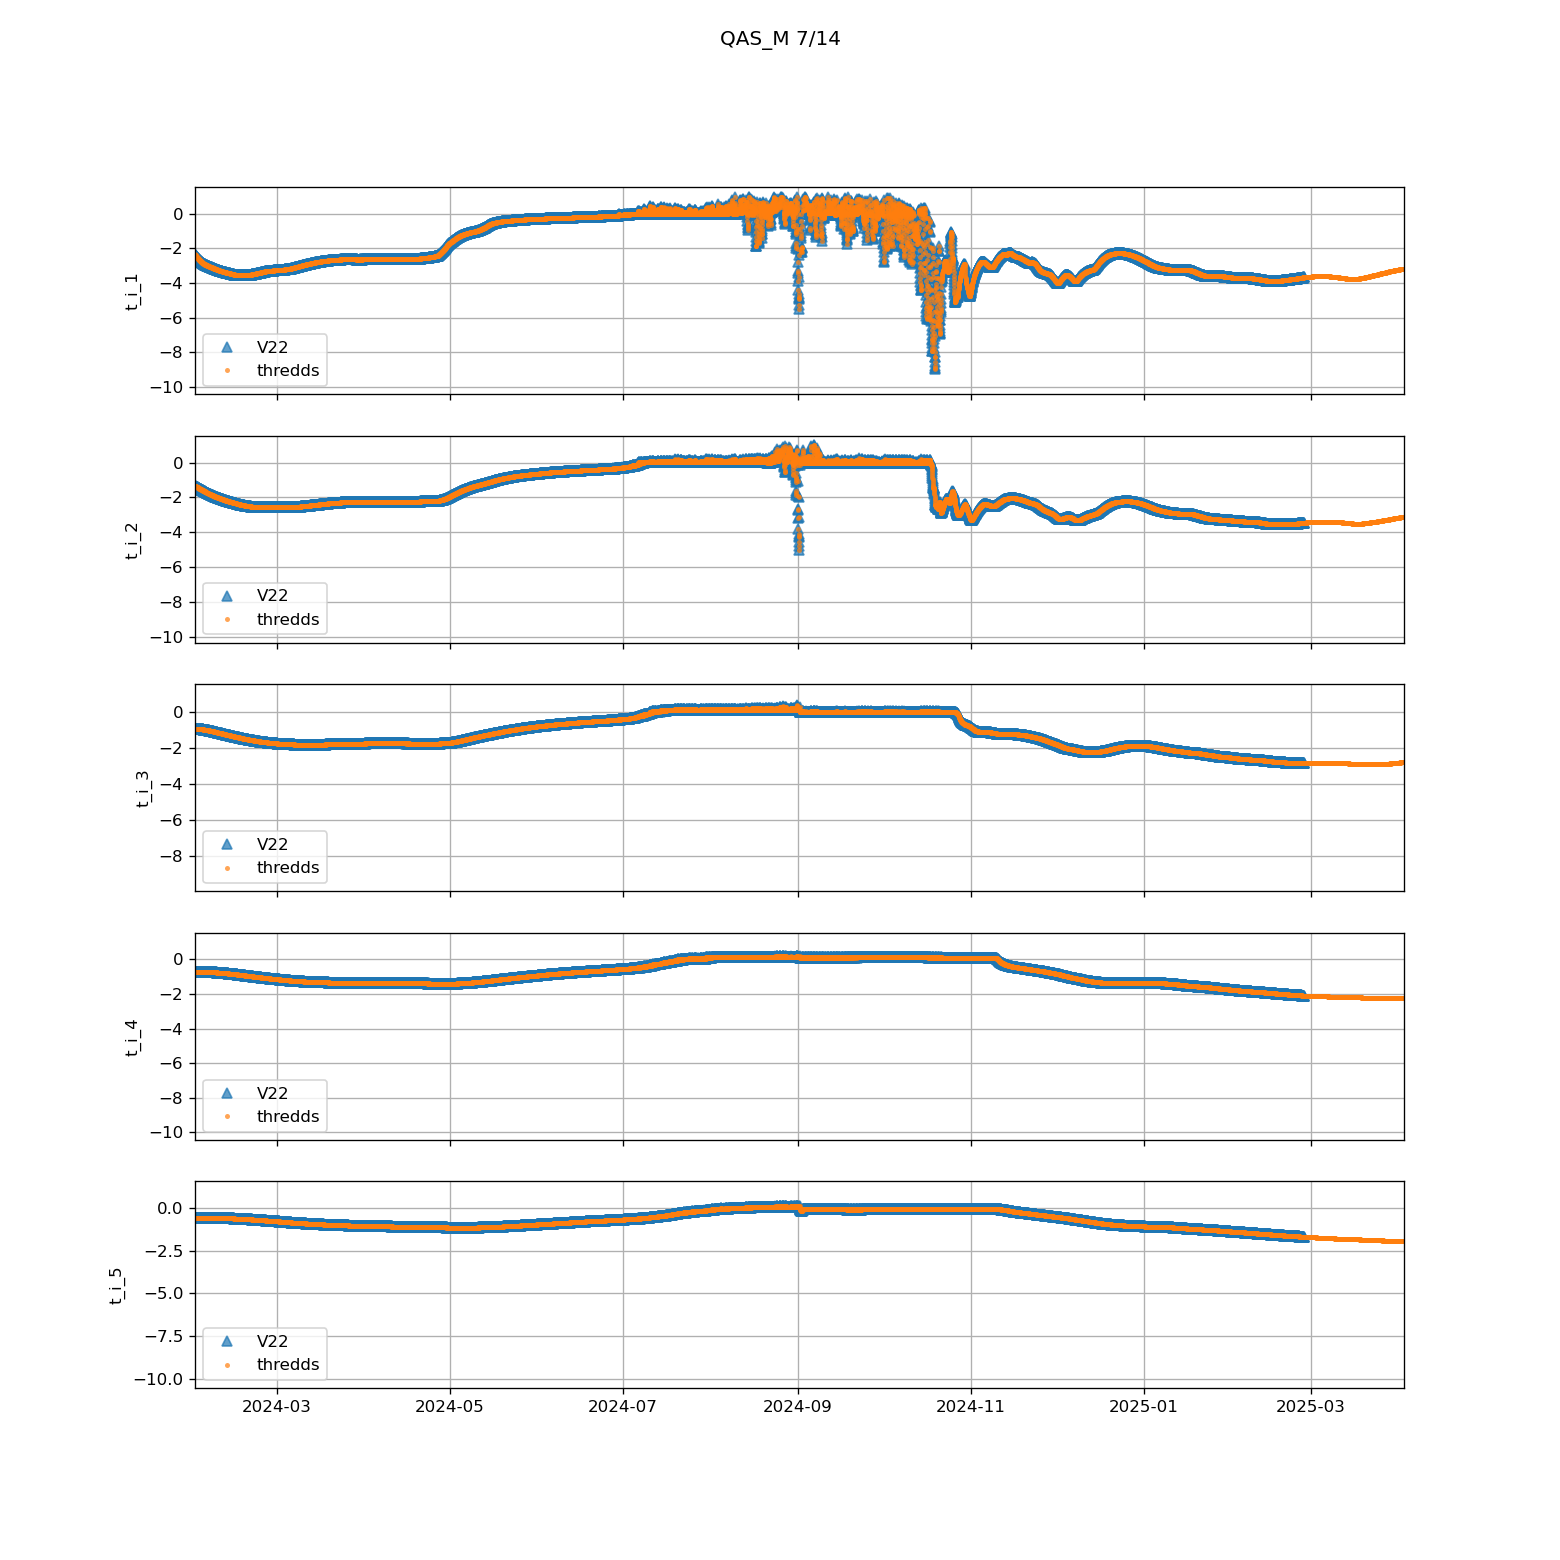 QAS_M 7/14
0
−2
−4
−6
−8
−10
t_i_1
V22
thredds
0
−2
−4
−6
−8
−10
t_i_2
V22
thredds
0
−2
−4
−6
−8
t_i_3
V22
thredds
0
−2
−4
−6
−8
−10
t_i_4
V22
thredds
0.0
−2.5
−5.0
−7.5
−10.0
t_i_5
V22
thredds
2024-03 2024-05 2024-07 2024-09 2024-11 2025-01 2025-03